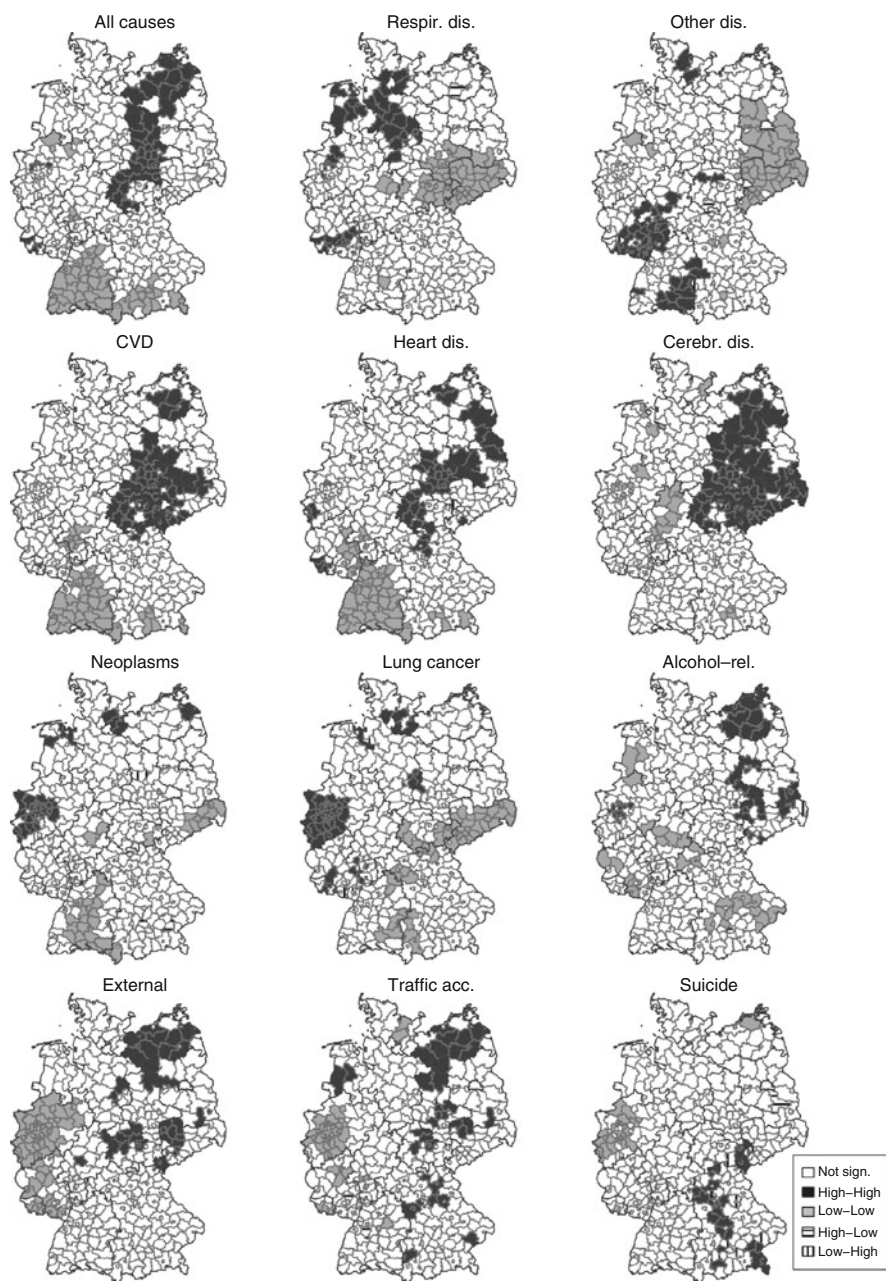 All causes
Respir. dis.
Other dis.
CVD
Heart dis.
Cerebr. dis.
Neoplasms
Lung cancer
Alcohol–rel.
External
Traffic acc.
Suicide
Not sign.
High–High
Low–Low
High–Low
Low–High